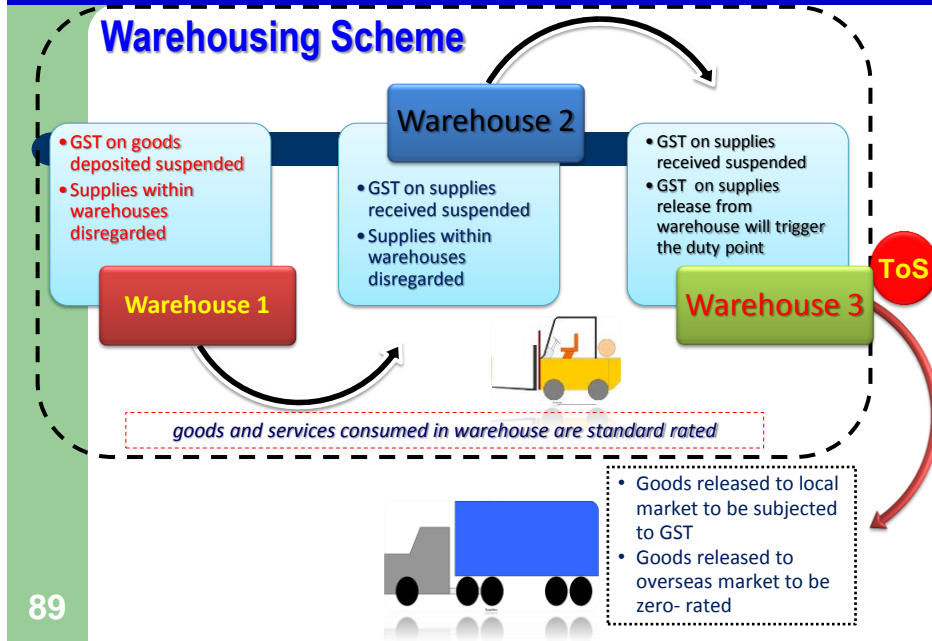 Warehousing Scheme
• GST on goods
deposited suspended
• Supplies within
warehouses
disregarded
Warehouse 1
Warehouse 2
• GST on supplies
received suspended
• Supplies within
warehouses
disregarded
• GST on supplies
received suspended
• GST on supplies
release from
warehouse will trigger
the duty point
Warehouse 3
ToS
goods and services consumed in warehouse are standard rated
• Goods released to local
market to be subjected
to GST
• Goods released to
overseas market to be
zero- rated
89